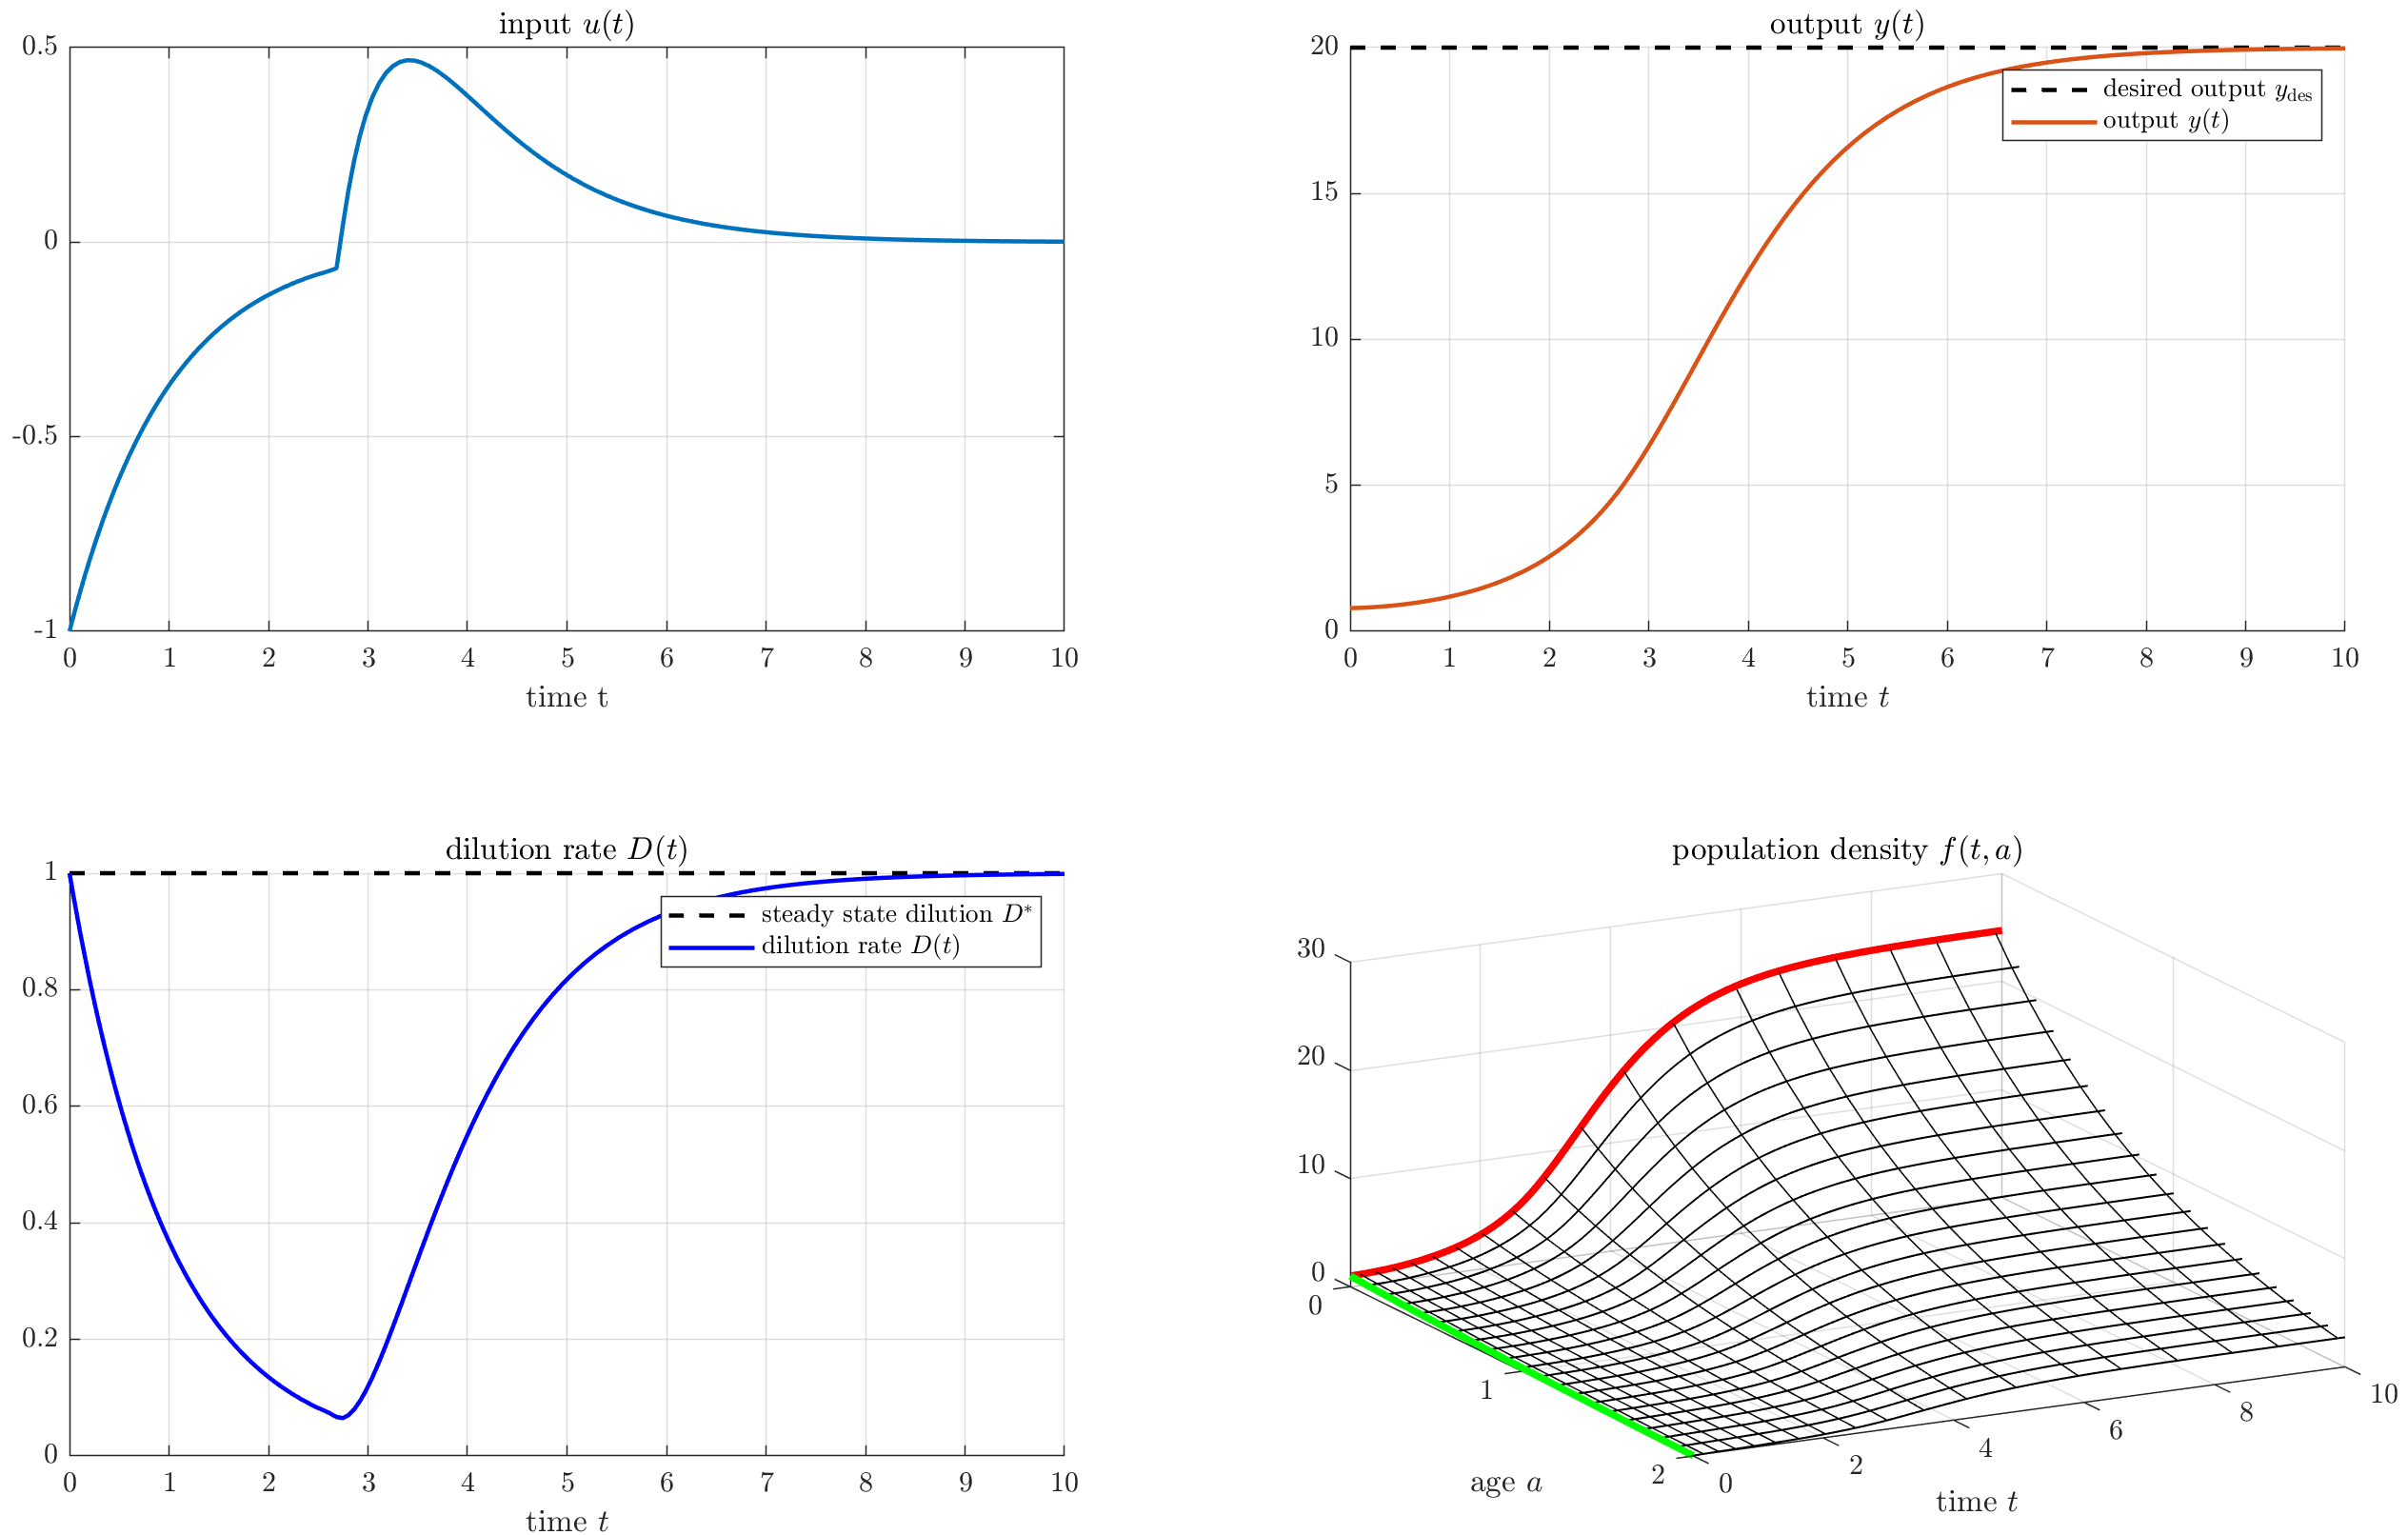 input u(t)
0.5
0
-0.5
-1
0 1 2 3 4 5 6 7 8 9 10
time t
output y(t)
20
15
10
5
0
desired output y_des
output y(t)
0 1 2 3 4 5 6 7 8 9 10
time t
dilution rate D(t)
1
0.8
0.6
0.4
0.2
0
steady state dilution D*
dilution rate D(t)
0 1 2 3 4 5 6 7 8 9 10
time t
population density f(t, a)
30
20
10
0
0
1
2
age a
0
2
4
6
8
10
time t